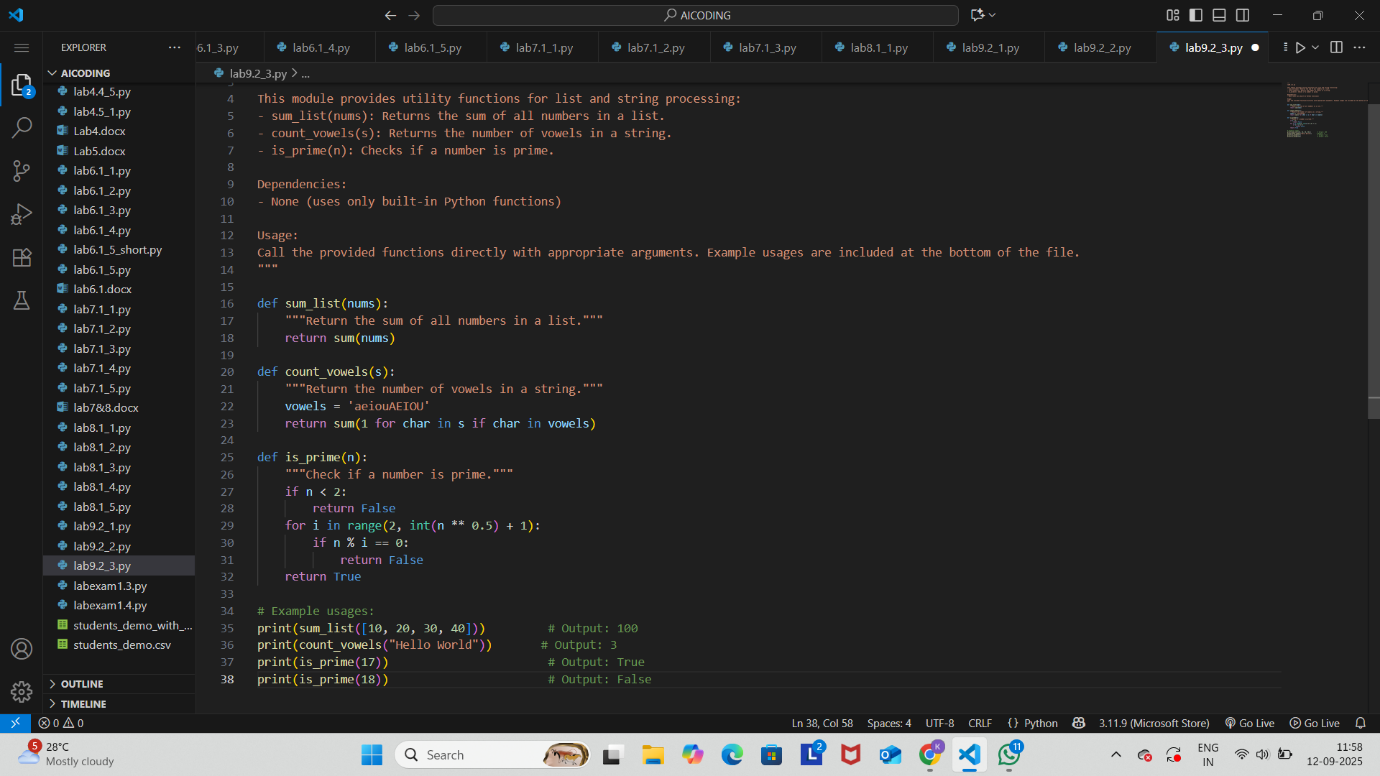 AICODING
EXPLORER
6.1_3.py
lab6.1_4.py
lab6.1_5.py
lab7.1_1.py
lab7.1_2.py
lab7.1_3.py
lab8.1_1.py
lab9.2_1.py
lab9.2_2.py
lab9.2_3.py
AICODING
lab9.2_3.py > ...
2
lab4.4_5.py
lab4.5_1.py
Lab4.docx
Lab5.docx
lab6.1_1.py
lab6.1_2.py
lab6.1_3.py
lab6.1_4.py
lab6.1_5_short.py
lab6.1_5.py
lab6.1.docx
lab7.1_1.py
lab7.1_2.py
lab7.1_3.py
lab7.1_4.py
lab7.1_5.py
lab7&8.docx
lab8.1_1.py
lab8.1_2.py
lab8.1_3.py
lab8.1_4.py
lab8.1_5.py
lab9.2_1.py
lab9.2_2.py
lab9.2_3.py
labexam1.3.py
labexam1.4.py
students_demo_with_...
students_demo.csv
OUTLINE
TIMELINE
4 This module provides utility functions for list and string processing:
5 - sum_list(nums): Returns the sum of all numbers in a list.
6 - count_vowels(s): Returns the number of vowels in a string.
7 - is_prime(n): Checks if a number is prime.
8
9 Dependencies:
10 - None (uses only built-in Python functions)
11
12 Usage:
13 Call the provided functions directly with appropriate arguments. Example usages are included at the bottom of the file.
14 """
15
16 def sum_list(nums):
17     """Return the sum of all numbers in a list."""
18     return sum(nums)
19
20 def count_vowels(s):
21     """Return the number of vowels in a string."""
22     vowels = 'aeiouAEIOU'
23     return sum(1 for char in s if char in vowels)
24
25 def is_prime(n):
26     """Check if a number is prime."""
27     if n < 2:
28         return False
29     for i in range(2, int(n ** 0.5) + 1):
30         if n % i == 0:
31             return False
32     return True
33
34 # Example usages:
35 print(sum_list([10, 20, 30, 40]))         # Output: 100
36 print(count_vowels("Hello World"))       # Output: 3
37 print(is_prime(17))                       # Output: True
38 print(is_prime(18))                       # Output: False
0 0
Ln 38, Col 58 Spaces: 4 UTF-8 CRLF {} Python 3.11.9 (Microsoft Store) Go Live Go Live
5
28°C
Mostly cloudy
Search
L
2
K
11
ENG
IN
11:58
12-09-2025